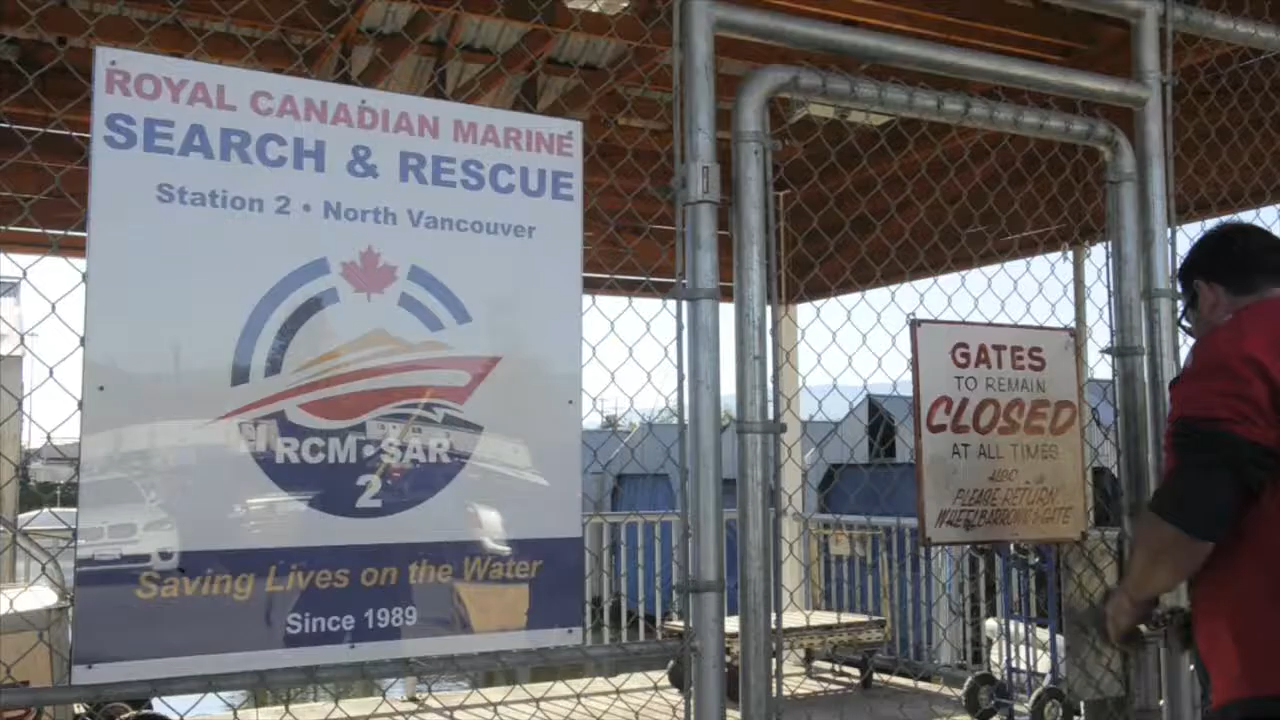 ROYAL CANADIAN MARINE
SEARCH & RESCUE
Station 2 • North Vancouver
RCM•SAR
2
Saving Lives on the Water
Since 1989
GATES
TO REMAIN
CLOSED
AT ALL TIMES
ALSO
PLEASE RETURN
WHEELBARROWS
GATE